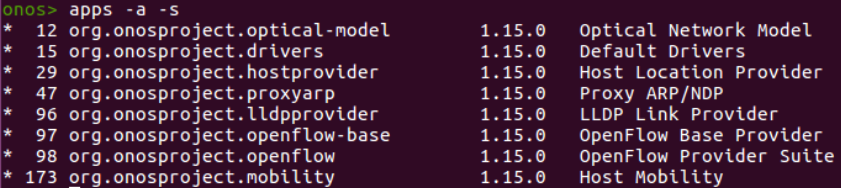 onos> apps -a -s
*  12 org.onosproject.optical-model        1.15.0   Optical Network Model
*  15 org.onosproject.drivers              1.15.0   Default Drivers
*  29 org.onosproject.hostprovider         1.15.0   Host Location Provider
*  47 org.onosproject.proxyarp             1.15.0   Proxy ARP/NDP
*  96 org.onosproject.lldpprovider         1.15.0   LLDP Link Provider
*  97 org.onosproject.openflow-base        1.15.0   OpenFlow Base Provider
*  98 org.onosproject.openflow             1.15.0   OpenFlow Provider Suite
* 173 org.onosproject.mobility             1.15.0   Host Mobility